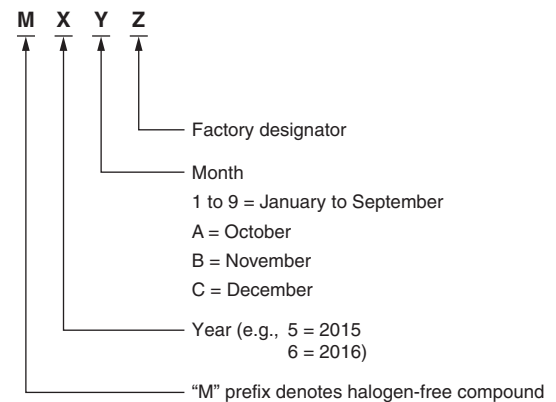 M X Y Z
Factory designator
Month
1 to 9 = January to September
A = October
B = November
C = December
Year (e.g., 5 = 2015
6 = 2016)
“M” prefix denotes halogen-free compound